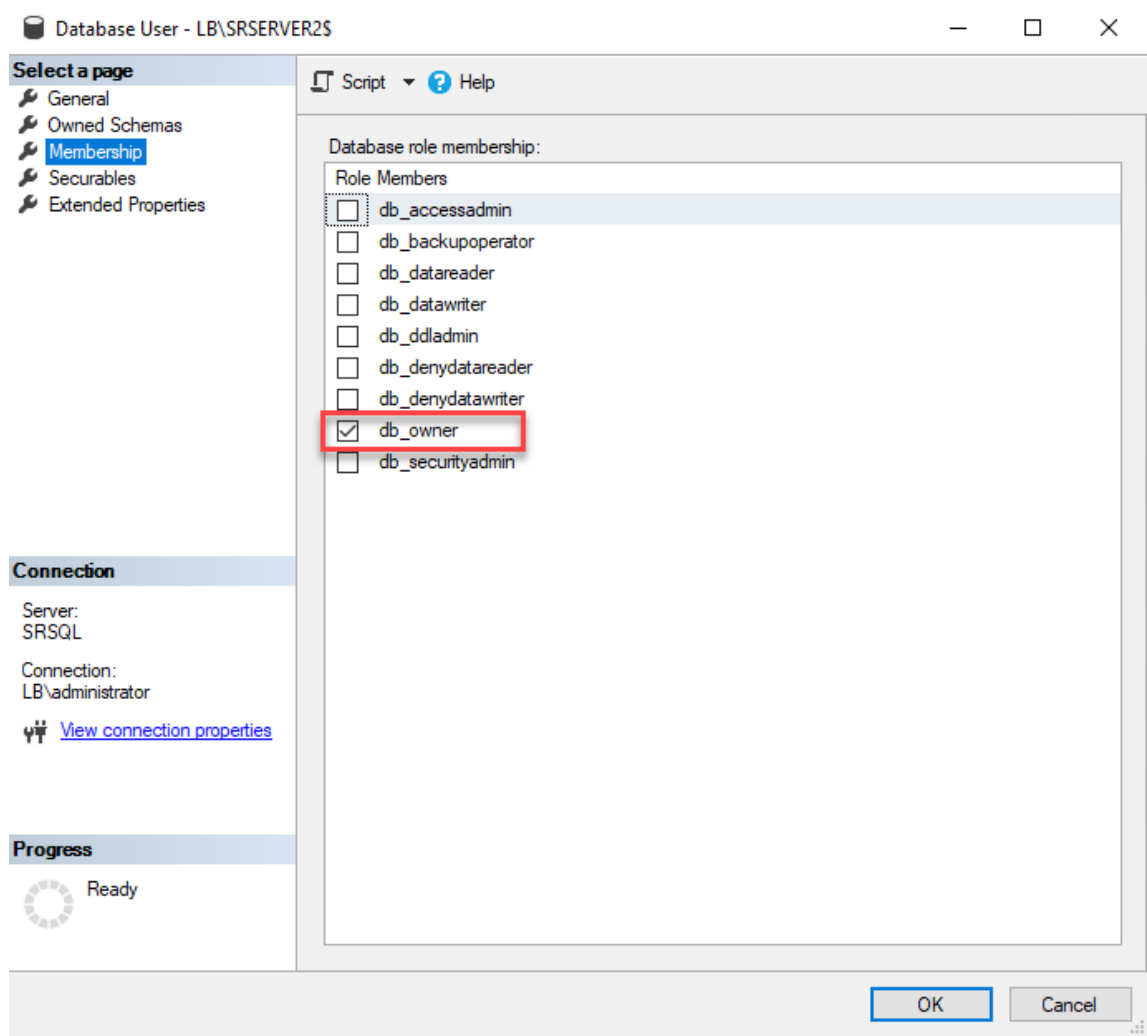 Database User - LB\SRSERVER2$
Select a page
General
Owned Schemas
Membership
Securables
Extended Properties
Script
Help
Database role membership:
Role Members
db_accessadmin
db_backupoperator
db_datareader
db_datawriter
db_ddladmin
db_denydatareader
db_denydatawriter
db_owner
db_securityadmin
Connection
Server:
SRSQL
Connection:
LB\administrator
View connection properties
Progress
Ready
OK
Cancel